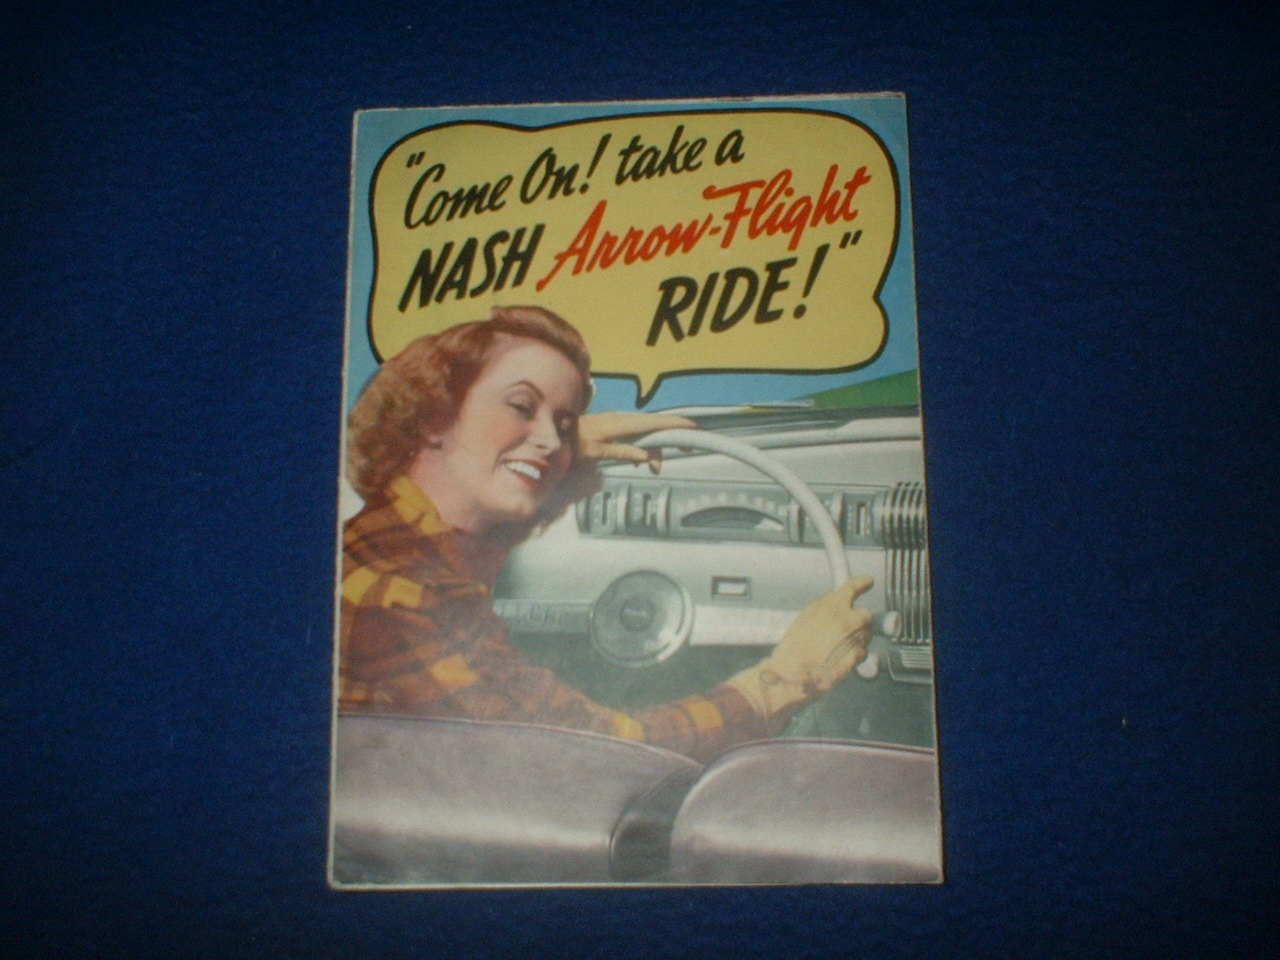 "Come On! take a
NASH Arrow-Flight
RIDE!"